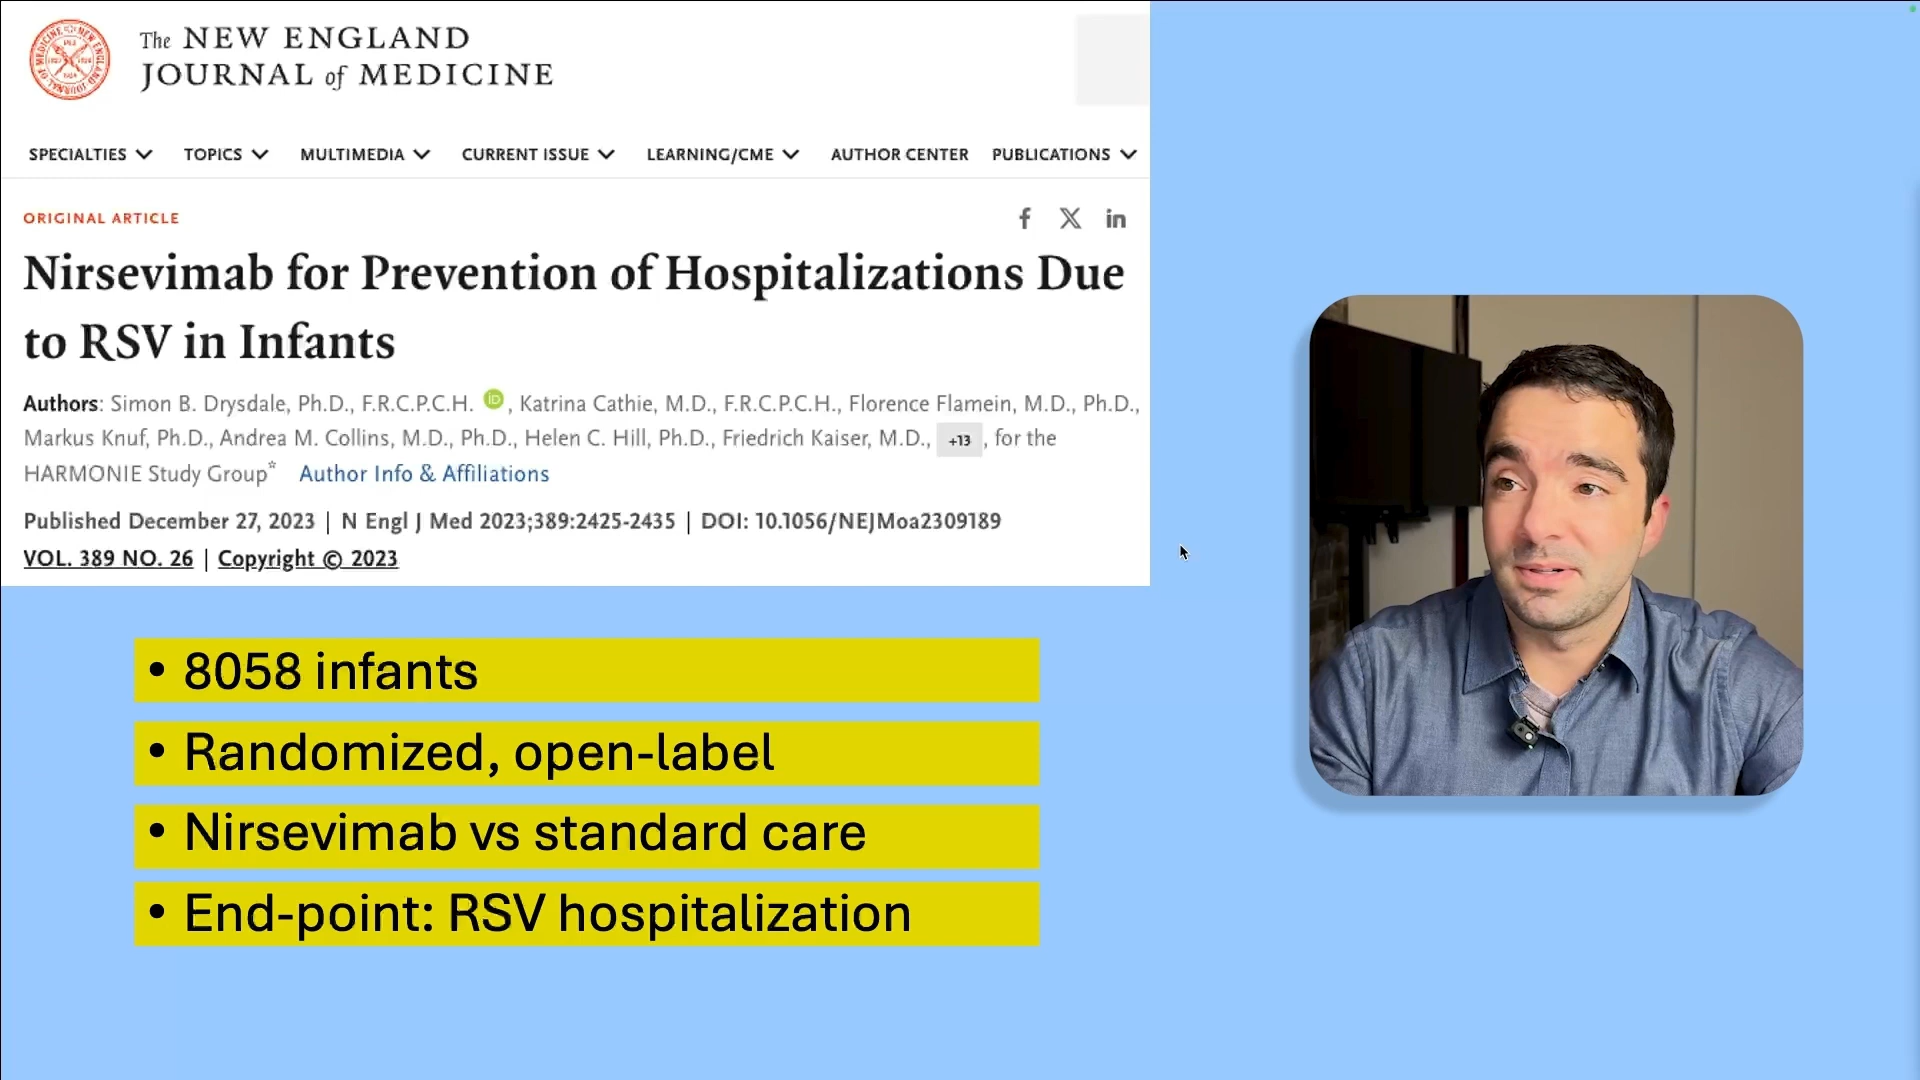 The NEW ENGLAND
JOURNAL of MEDICINE
SPECIALTIES TOPICS MULTIMEDIA CURRENT ISSUE LEARNING/CME AUTHOR CENTER PUBLICATIONS
ORIGINAL ARTICLE
Nirsevimab for Prevention of Hospitalizations Due
to RSV in Infants
Authors: Simon B. Drysdale, Ph.D., F.R.C.P.C.H. iD, Katrina Cathie, M.D., F.R.C.P.C.H., Florence Flamein, M.D., Ph.D.,
Markus Knuf, Ph.D., Andrea M. Collins, M.D., Ph.D., Helen C. Hill, Ph.D., Friedrich Kaiser, M.D., +13, for the
HARMONIE Study Group* Author Info & Affiliations
Published December 27, 2023 | N Engl J Med 2023;389:2425-2435 | DOI: 10.1056/NEJMoa2309189
VOL. 389 NO. 26 | Copyright © 2023
• 8058 infants
• Randomized, open-label
• Nirsevimab vs standard care
• End-point: RSV hospitalization